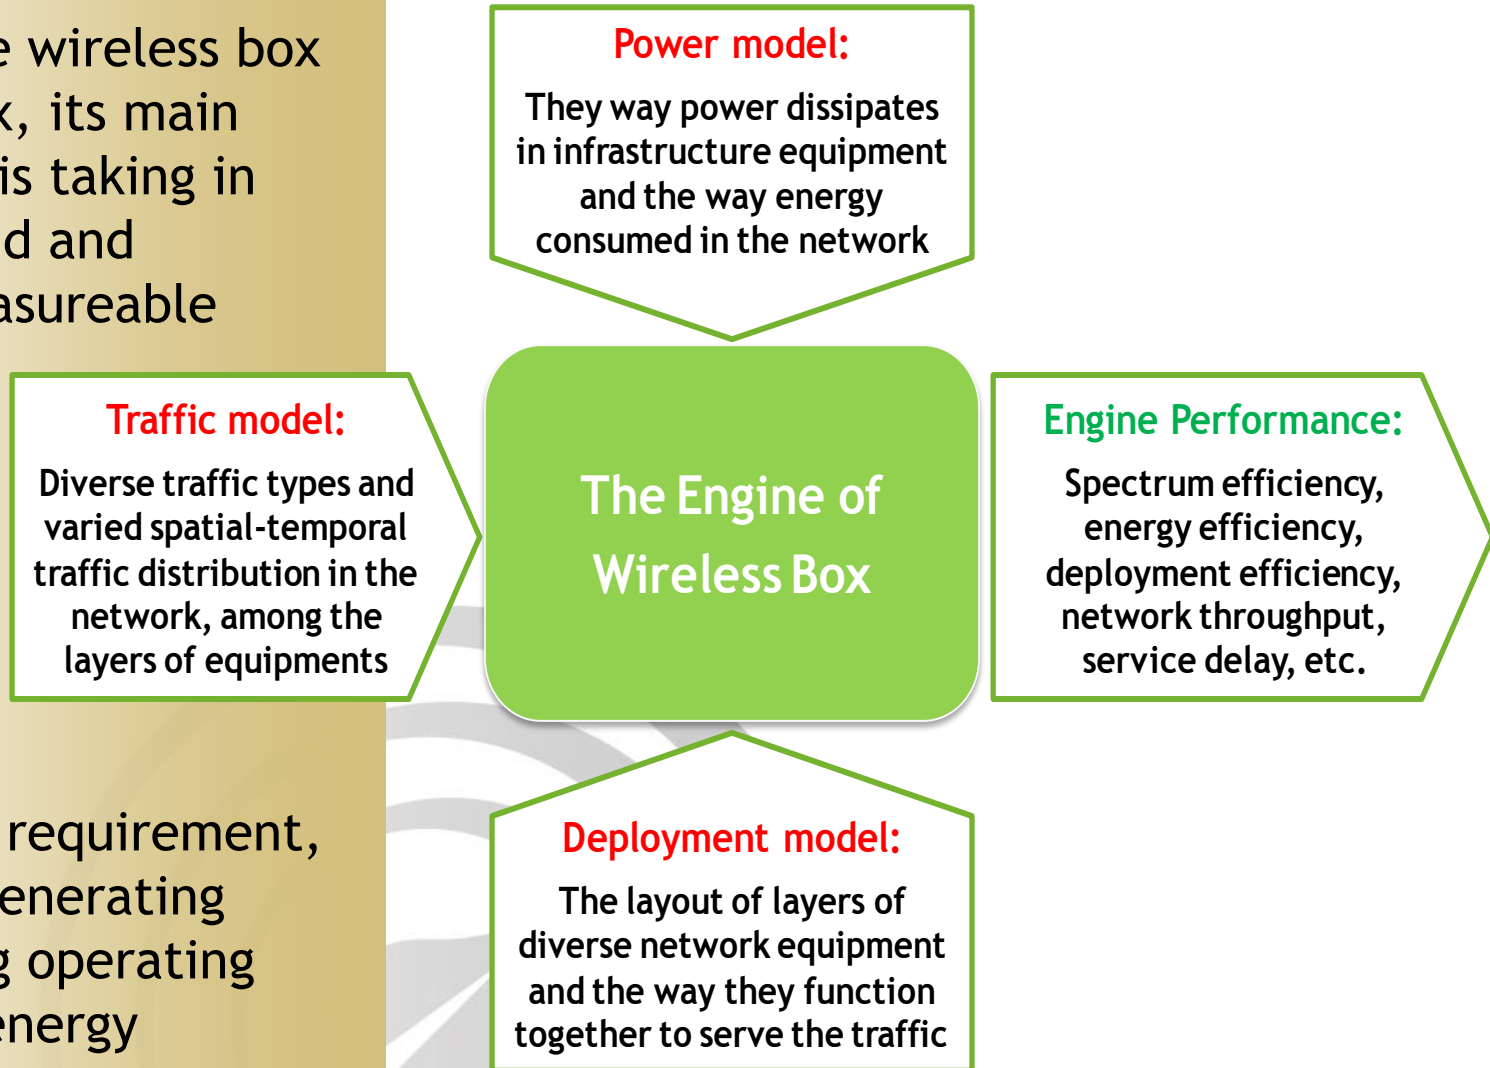 e wireless box
k, its main
is taking in
d and
asureable
Power model:
They way power dissipates
in infrastructure equipment
and the way energy
consumed in the network
Traffic model:
Diverse traffic types and
varied spatial-temporal
traffic distribution in the
network, among the
layers of equipments
The Engine of
Wireless Box
Engine Performance:
Spectrum efficiency,
energy efficiency,
deployment efficiency,
network throughput,
service delay, etc.
requirement,
enerating
g operating
energy
Deployment model:
The layout of layers of
diverse network equipment
and the way they function
together to serve the traffic